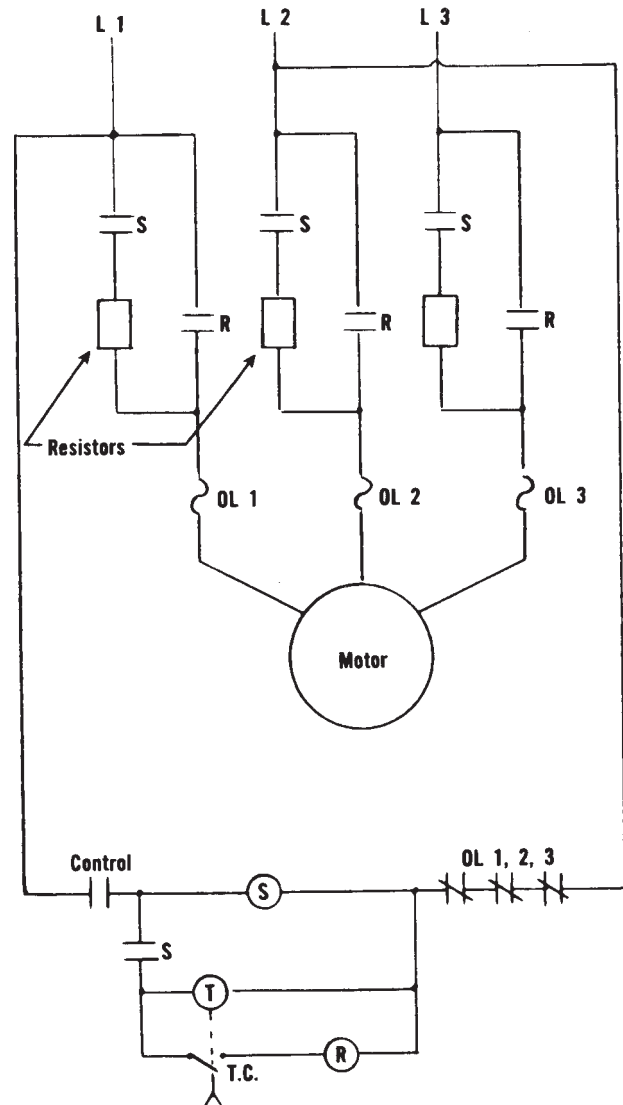 L 1
L 2
L 3
S
S
S
R
R
R
Resistors
OL 1
OL 2
OL 3
Motor
Control
S
OL 1, 2, 3
S
T
R
T.C.